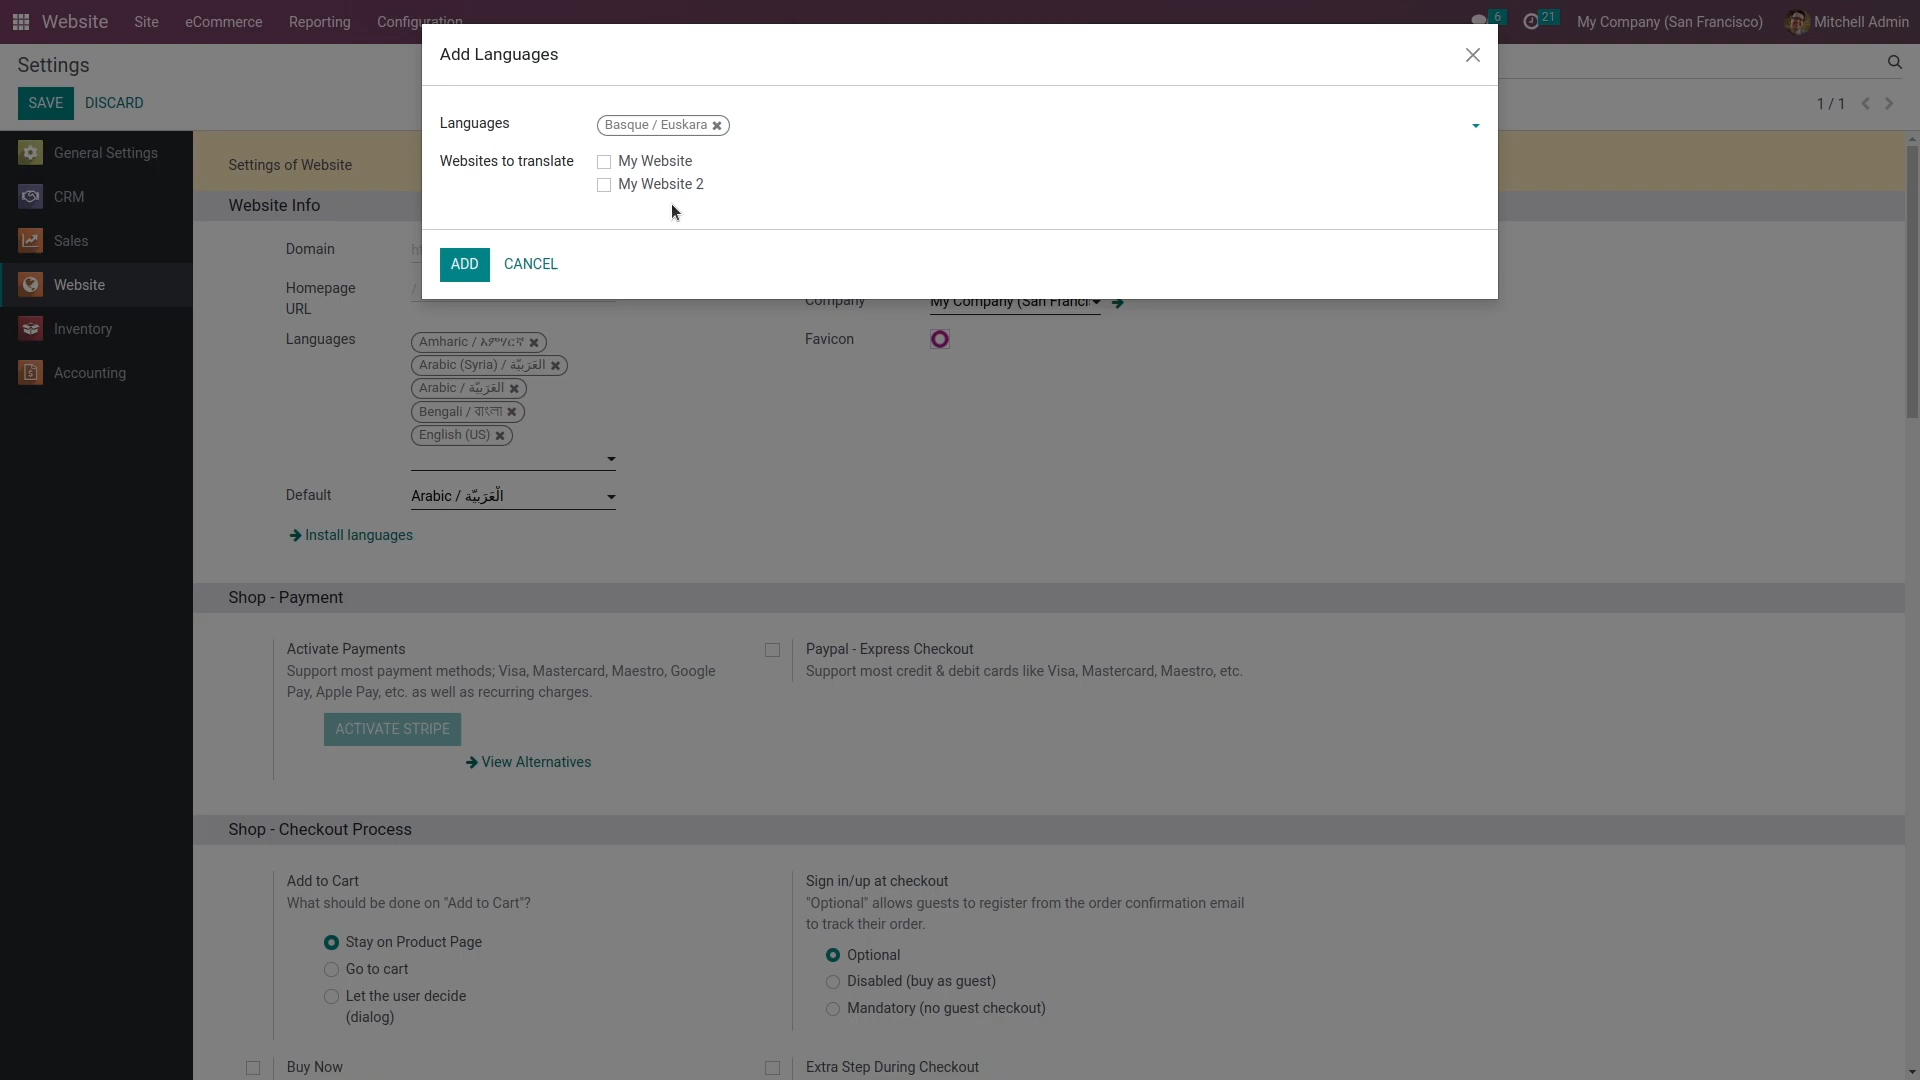 Website Site eCommerce Reporting Configuration 6 21 My Company (San Francisco) Mitchell Admin
Add Languages
Settings
SAVE DISCARD
1 / 1
Languages Basque / Euskara
Websites to translate My Website
My Website 2
ADD CANCEL
General Settings
CRM
Sales
Website
Inventory
Accounting
Settings of Website
Website Info
Domain
Homepage
URL /
Company My Company (San Franci
Languages
Amharic / አምሃርኛ
Arabic (Syria) / الْعَرَبيّة
Arabic / الْعَرَبيّة
Bengali / বাংলা
English (US)
Favicon
Default Arabic / الْعَرَبيّة
Install languages
Shop - Payment
Activate Payments
Support most payment methods; Visa, Mastercard, Maestro, Google
Pay, Apple Pay, etc. as well as recurring charges.
ACTIVATE STRIPE
View Alternatives
Paypal - Express Checkout
Support most credit & debit cards like Visa, Mastercard, Maestro, etc.
Shop - Checkout Process
Add to Cart
What should be done on "Add to Cart"?
Stay on Product Page
Go to cart
Let the user decide
(dialog)
Sign in/up at checkout
"Optional" allows guests to register from the order confirmation email
to track their order.
Optional
Disabled (buy as guest)
Mandatory (no guest checkout)
Buy Now
Extra Step During Checkout